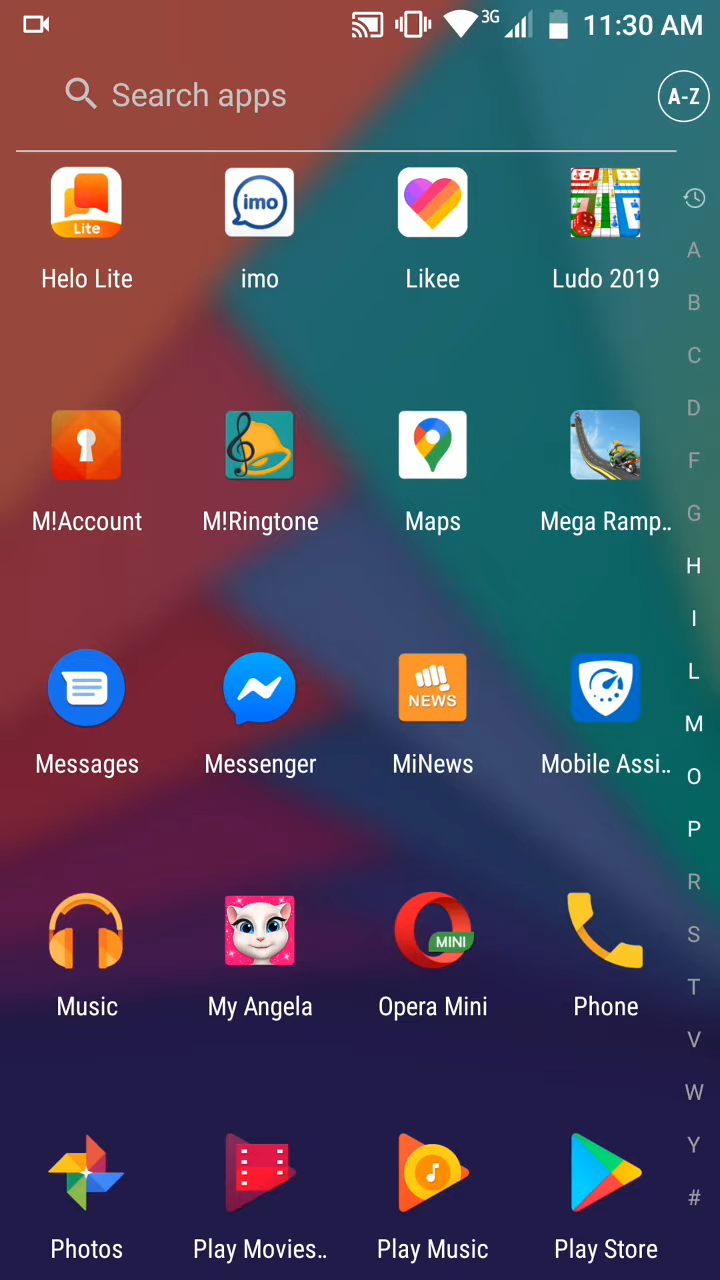 3G 11:30 AM
Search apps
A-Z
Lite
imo
Helo Lite
imo
Likee
Ludo 2019
A
B
C
D
F
G
H
I
L
M
O
P
R
S
T
V
W
Y
#
M!Account
M!Ringtone
Maps
Mega Ramp..
NEWS
Messages
Messenger
MiNews
Mobile Assi..
MINI
Music
My Angela
Opera Mini
Phone
Photos
Play Movies..
Play Music
Play Store